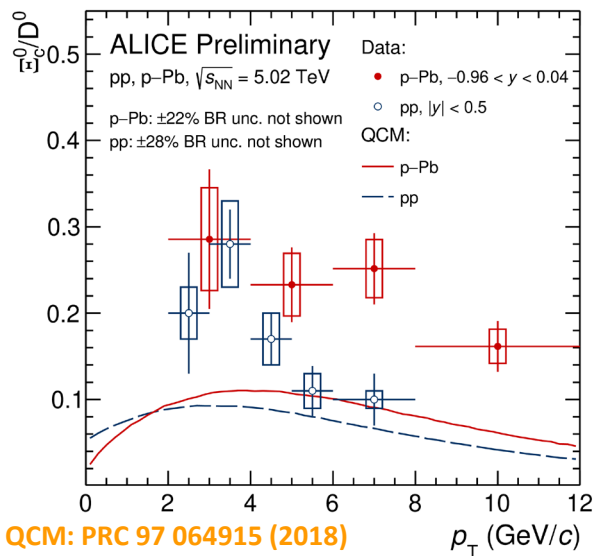 Ξc⁰/D⁰
0.5
0.4
0.3
0.2
0.1
ALICE Preliminary
pp, p–Pb, √sNN = 5.02 TeV
p–Pb: ±22% BR unc. not shown
pp: ±28% BR unc. not shown
Data:
p–Pb, −0.96 < y < 0.04
pp, |y| < 0.5
QCM:
p–Pb
pp
0 2 4 6 8 10 12
pT (GeV/c)
QCM: PRC 97 064915 (2018)